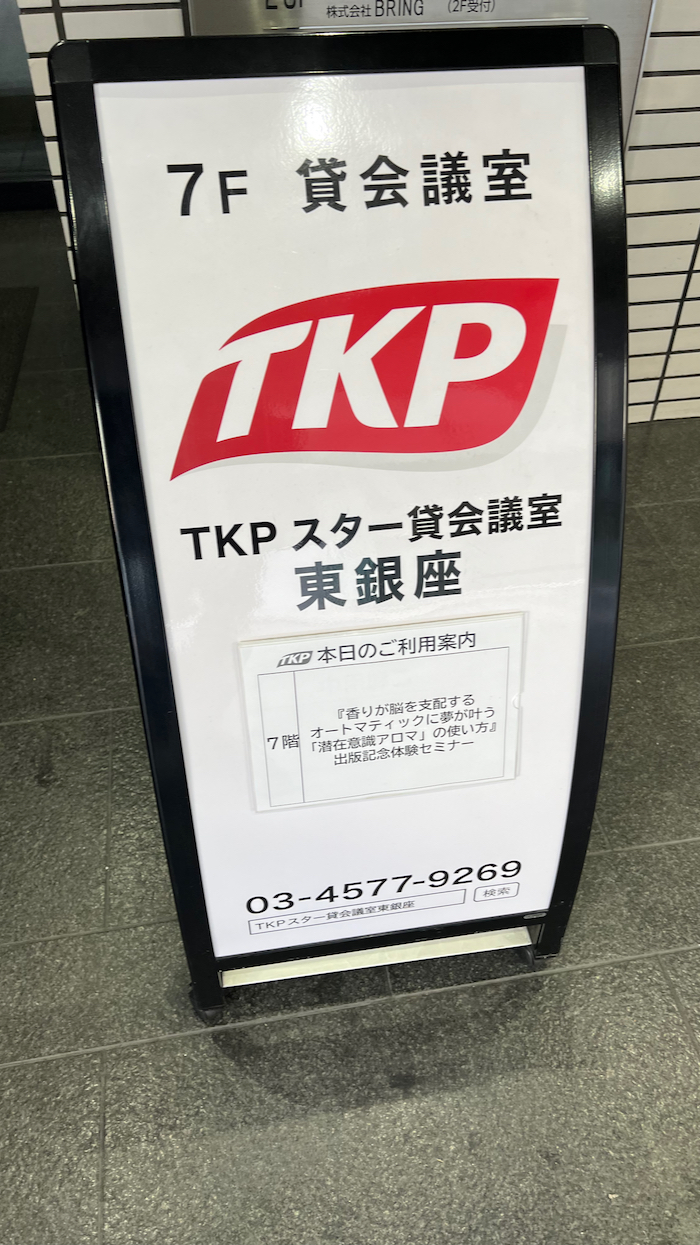 株式会社BRING (2F受付)
7F 貸会議室
TKP
TKP スター貸会議室
東銀座
TKP 本日のご利用案内
7階
『香りが脳を支配する
オートマティックに夢が叶う
「潜在意識アロマ」の使い方』
出版記念体験セミナー
03-4577-9269
TKPスター貸会議室東銀座 検索